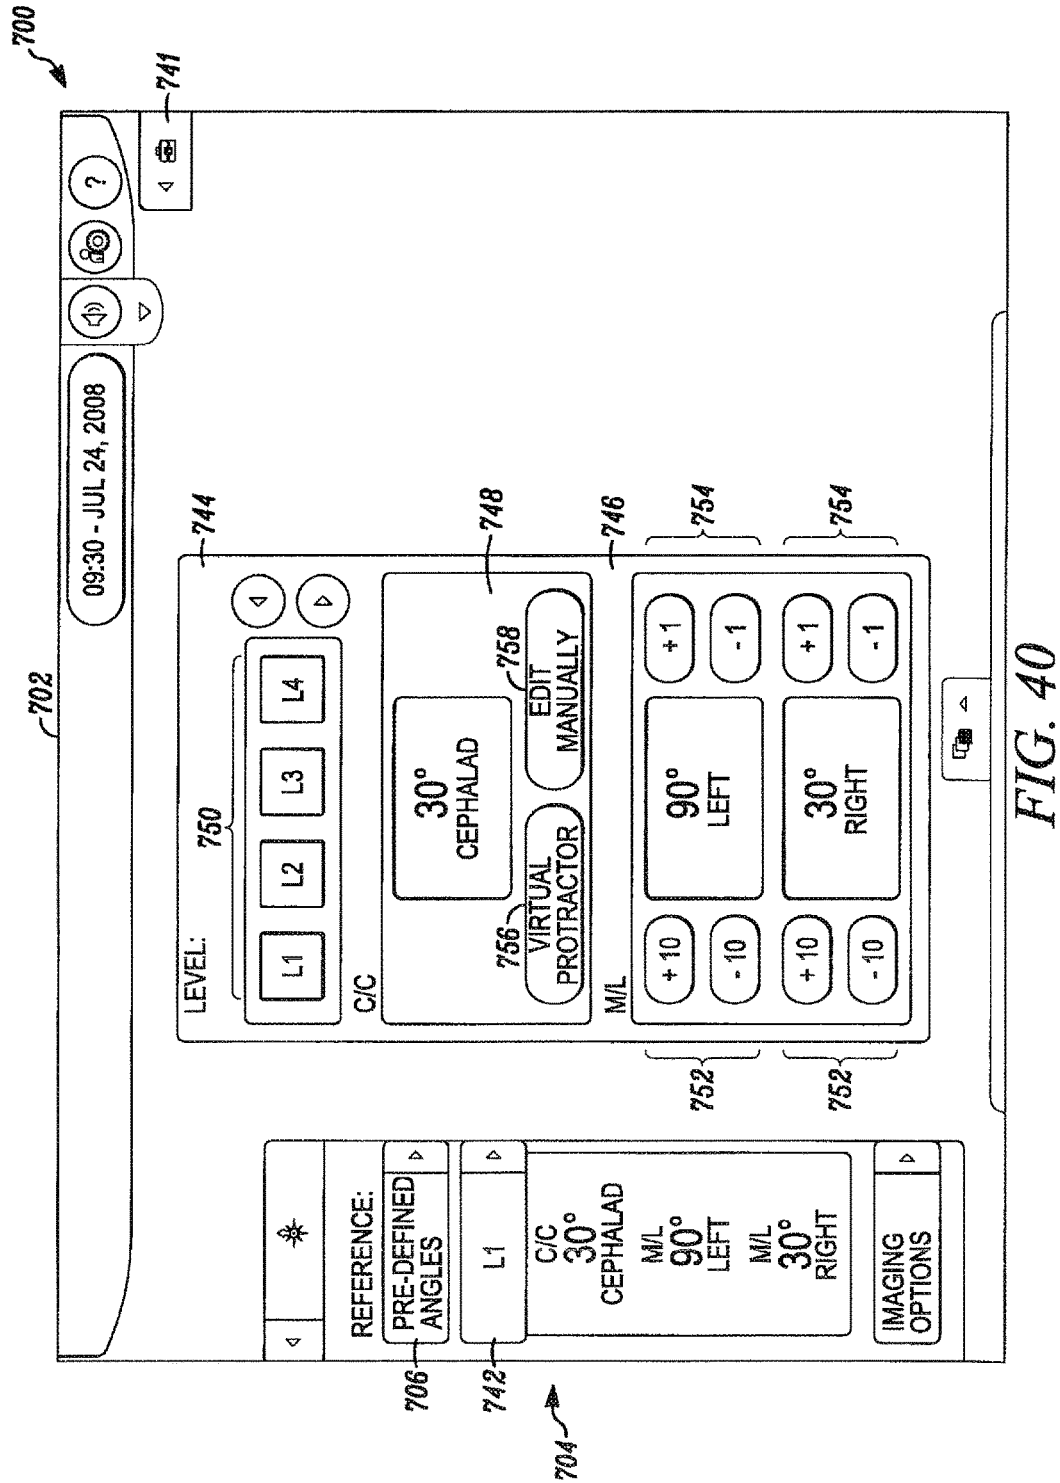 700
702
09:30 - JUL 24, 2008
?
741
704
REFERENCE:
706
PRE-DEFINED
ANGLES
742
L1
C/C
30°
CEPHALAD
M/L
90°
LEFT
M/L
30°
RIGHT
IMAGING
OPTIONS
744
LEVEL:
750
L1
L2
L3
L4
C/C
748
30°
CEPHALAD
756
VIRTUAL
PROTRACTOR
758
EDIT
MANUALLY
M/L
746
752
+ 10
- 10
90°
LEFT
+ 1
- 1
754
752
+ 10
- 10
30°
RIGHT
+ 1
- 1
754
FIG. 40